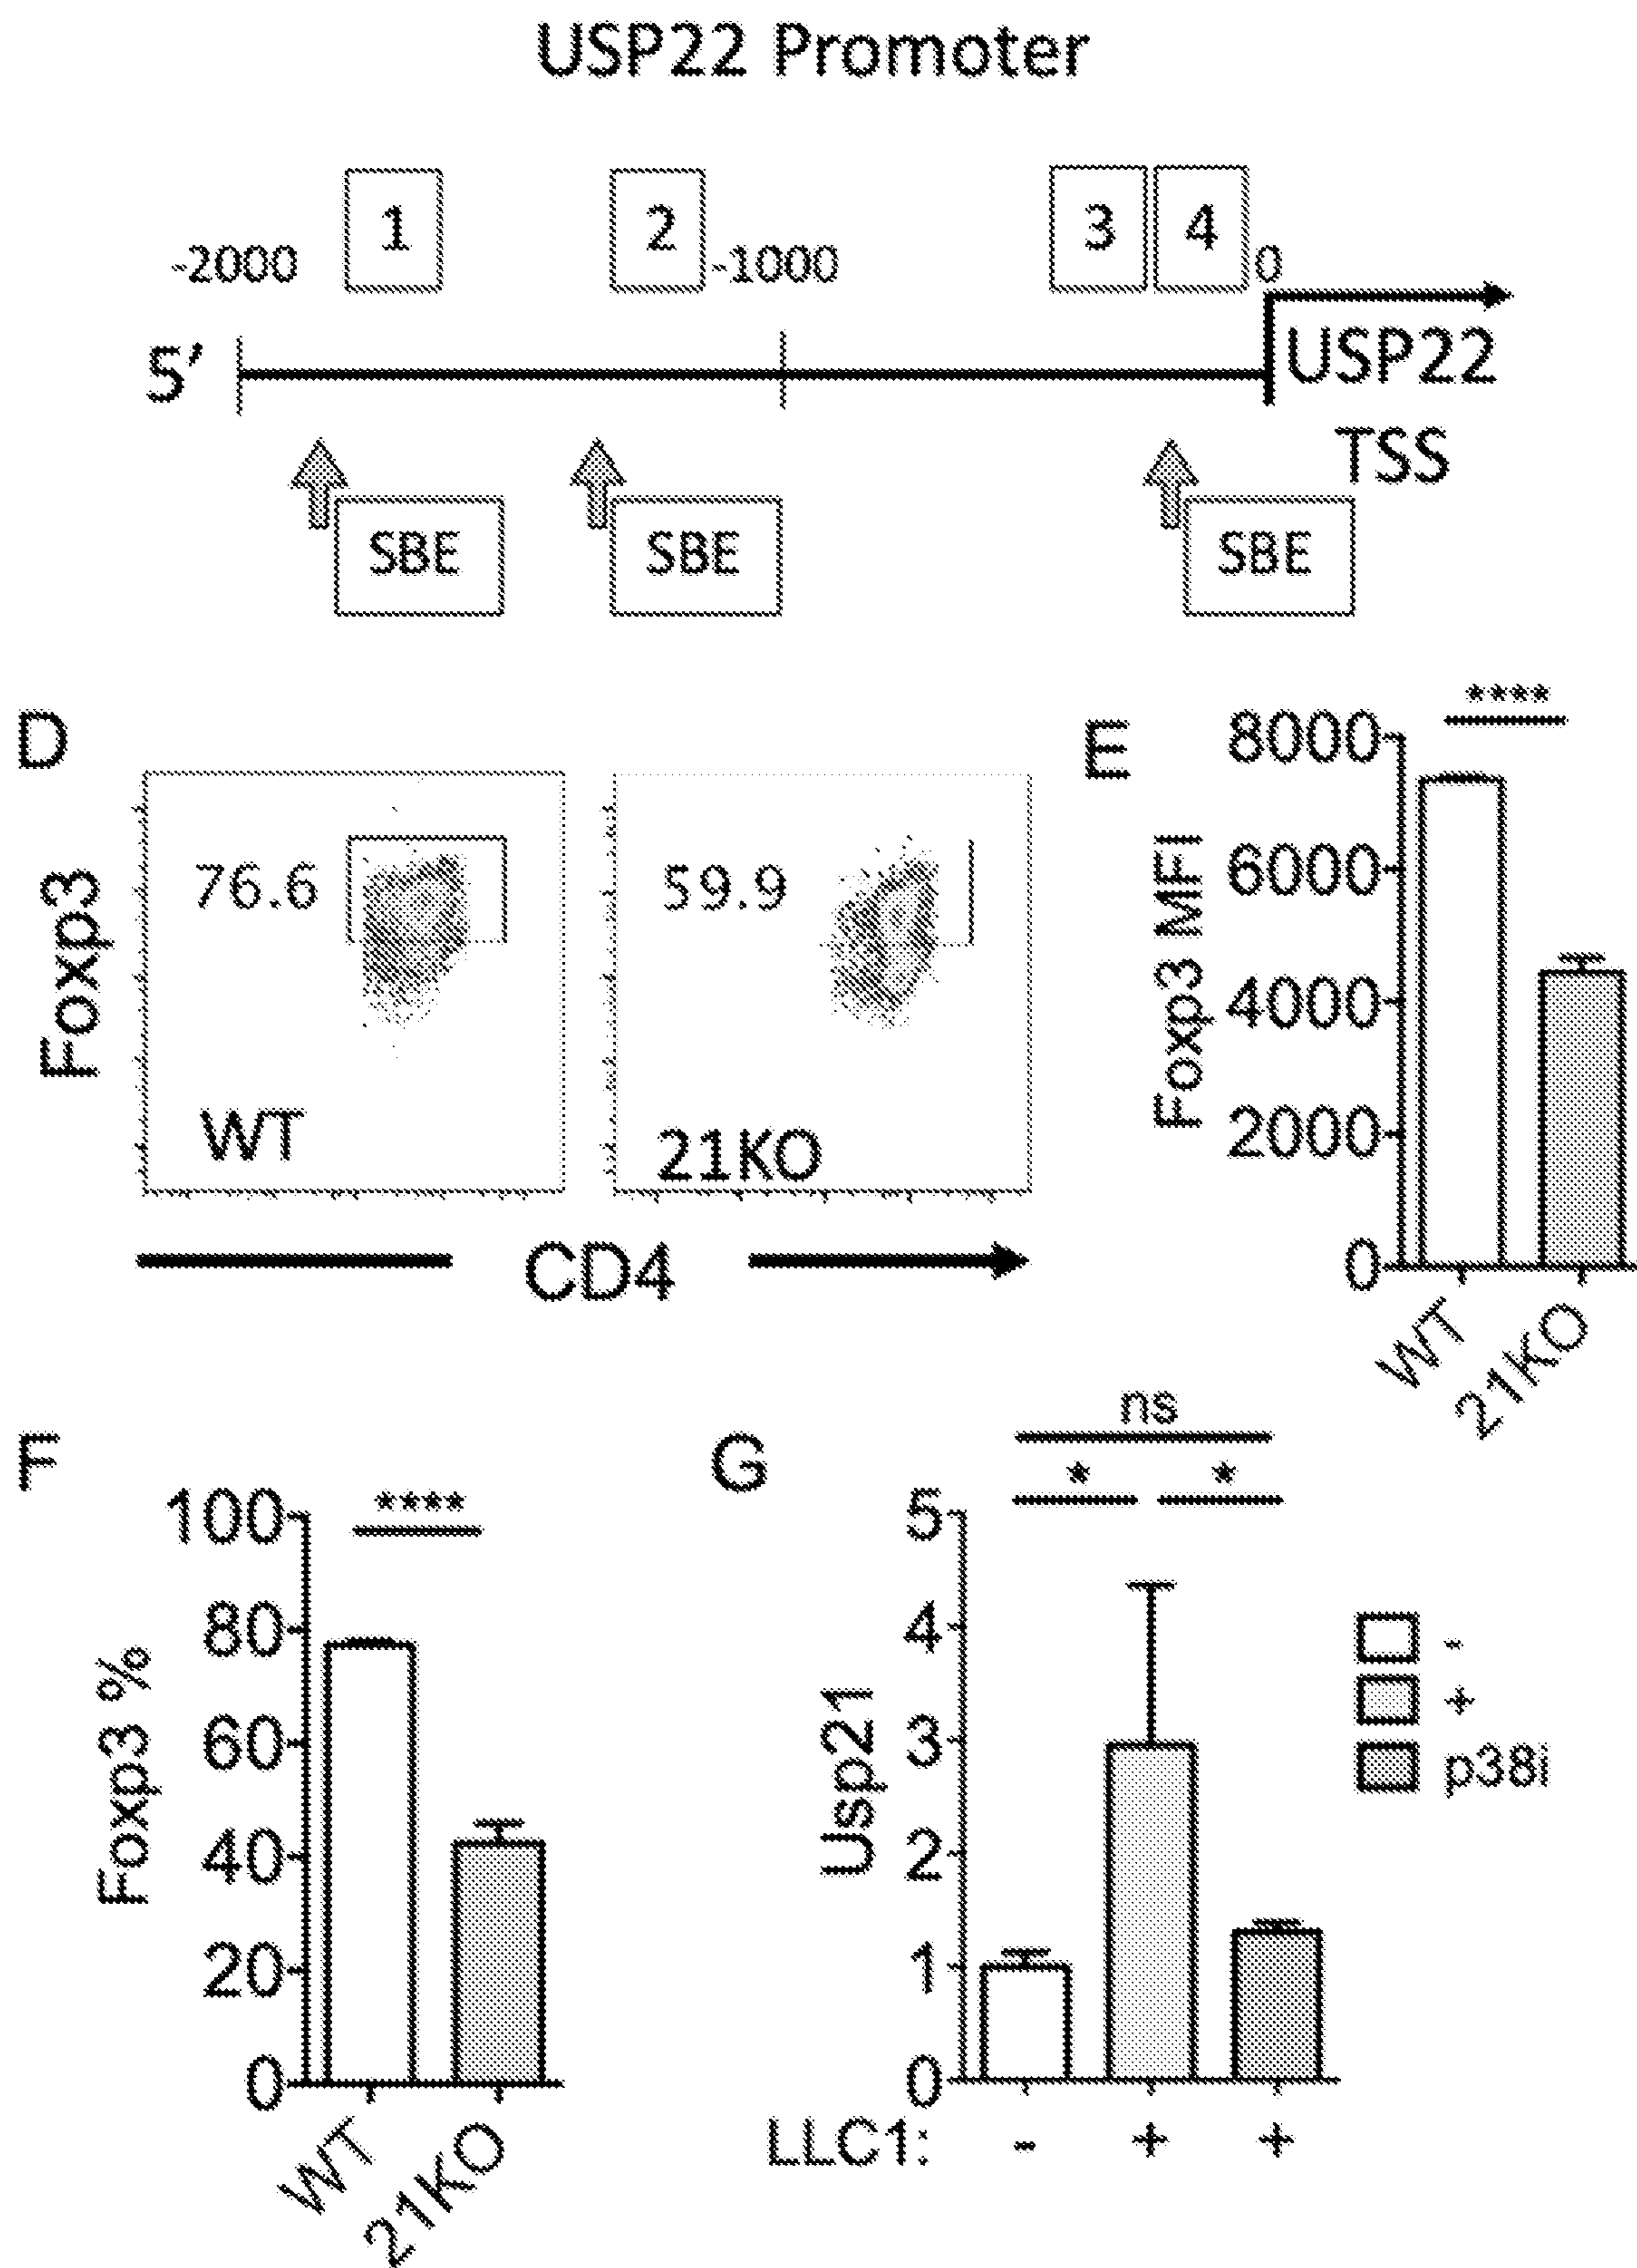 USP22 Promoter
1 2 3 4
-2000 -1000 0
5' USP22
TSS
SBE SBE SBE
D
Foxp3
76.6
WT
59.9
21KO
CD4
E
****
Foxp3 MFI
8000
6000
4000
2000
0
WT
21KO
F
****
Foxp3 %
100
80
60
40
20
0
WT
21KO
G
ns
* *
Usp21
5
4
3
2
1
0
LLC1: - + +
-
+
p38i